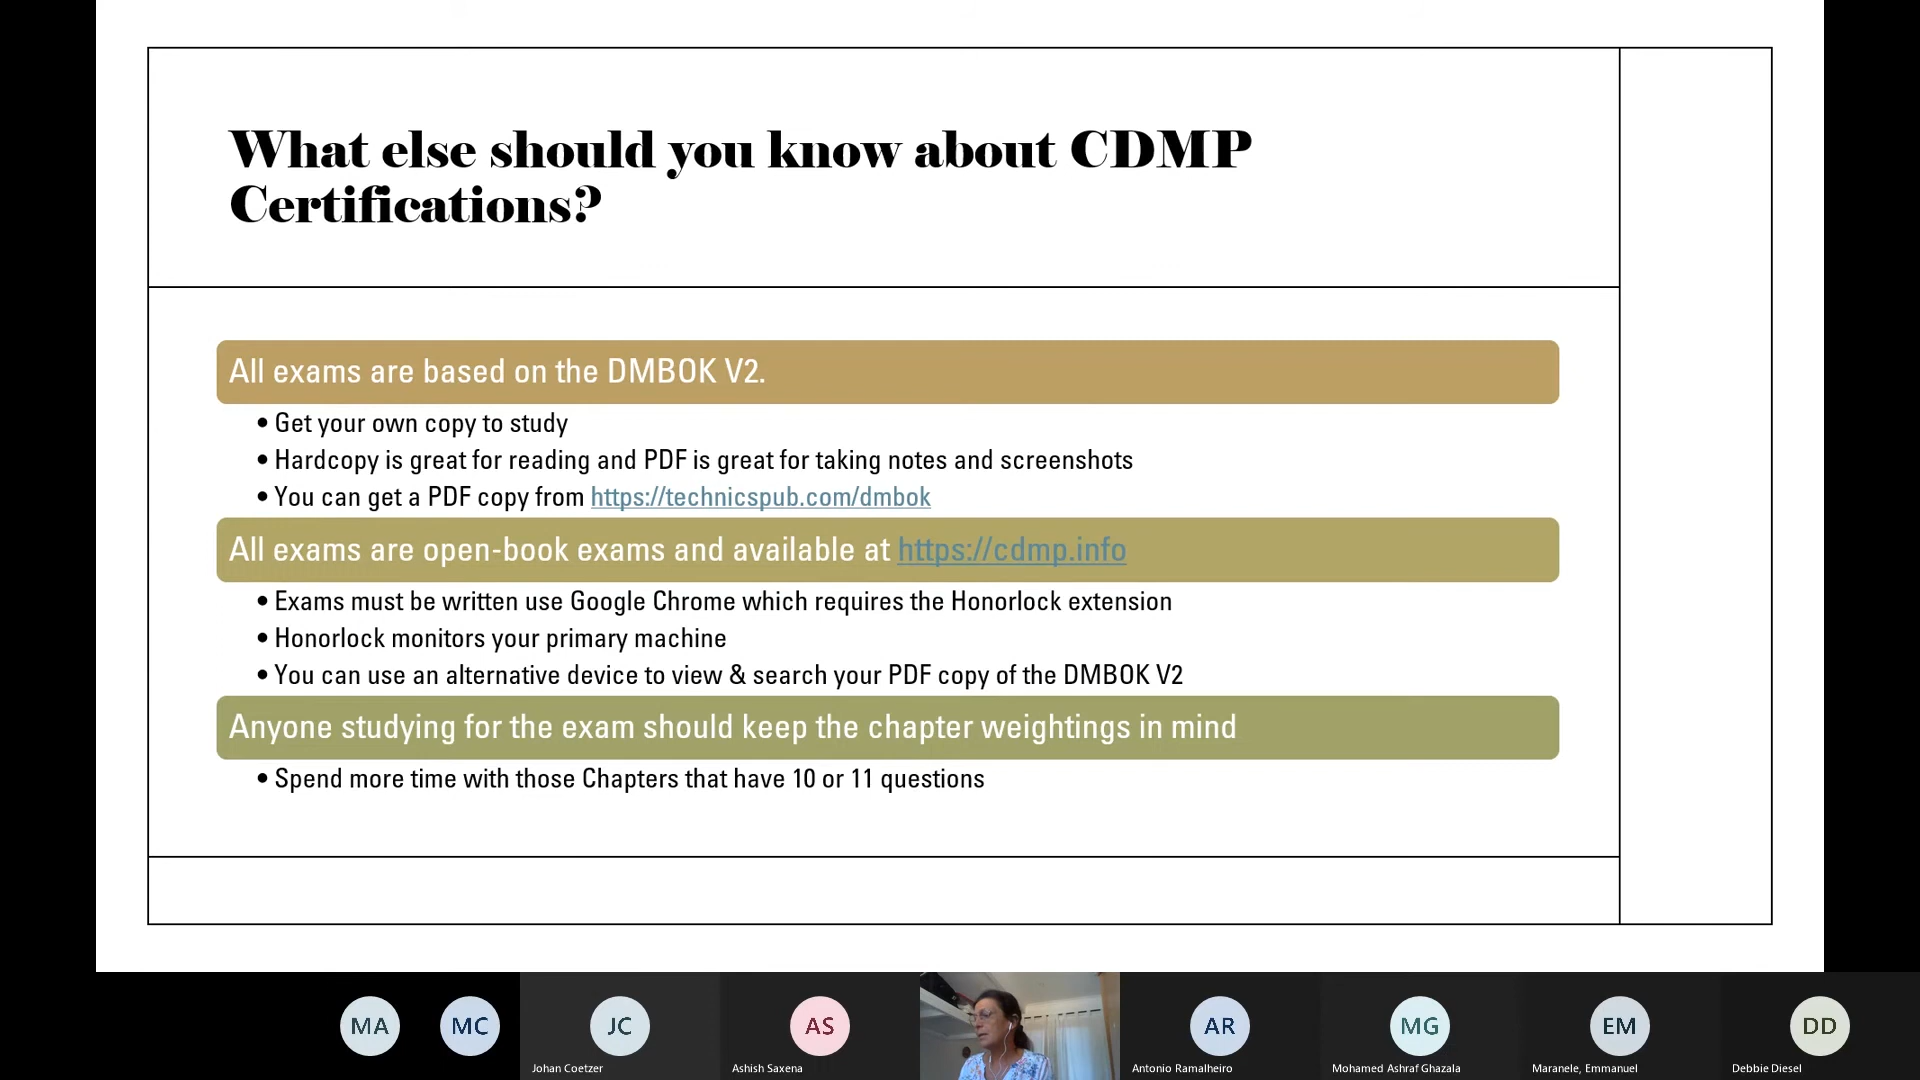 What else should you know about CDMP
Certifications?
All exams are based on the DMBOK V2.
• Get your own copy to study
• Hardcopy is great for reading and PDF is great for taking notes and screenshots
• You can get a PDF copy from https://technicspub.com/dmbok
All exams are open-book exams and available at https://cdmp.info
• Exams must be written use Google Chrome which requires the Honorlock extension
• Honorlock monitors your primary machine
• You can use an alternative device to view & search your PDF copy of the DMBOK V2
Anyone studying for the exam should keep the chapter weightings in mind
• Spend more time with those Chapters that have 10 or 11 questions
MA MC JC AS AR MG EM DD
Johan Coetzer Ashish Saxena Antonio Ramalheiro Mohamed Ashraf Ghazala Maranele, Emmanuel Debbie Diesel